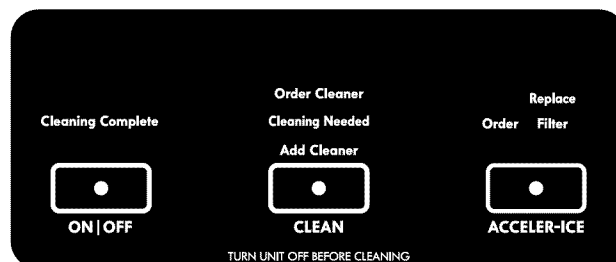 Order Cleaner
Replace
Cleaning Complete
Cleaning Needed
Order Filter
Add Cleaner
ON|OFF
CLEAN
ACCELER-ICE
TURN UNIT OFF BEFORE CLEANING